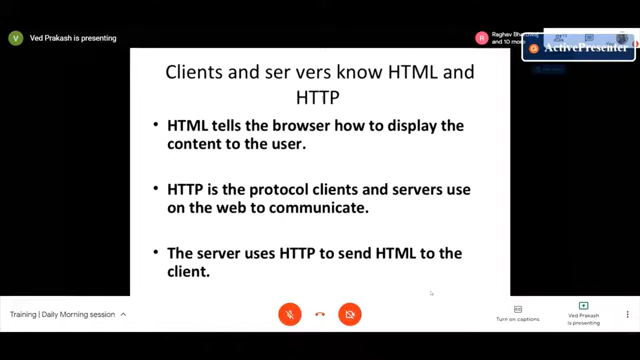 V Ved Prakash is presenting
R Raghav
and 10 more
ActivePresenter
Clients and ser vers know HTML and
HTTP
• HTML tells the browser how to display the
content to the user.
• HTTP is the protocol clients and servers use
on the web to communicate.
• The server uses HTTP to send HTML to the
client.
Training | Daily Morning session
Turn on captions
Ved Prakash
is presenting